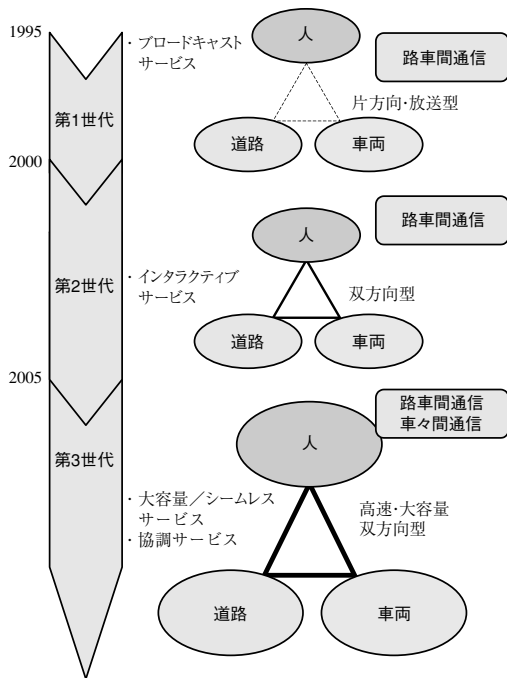 1995
・ブロードキャスト
サービス
人
路車間通信
片方向・放送型
第1世代
道路
車両
2000
人
路車間通信
第2世代
・インタラクティブ
サービス
双方向型
道路
車両
2005
路車間通信
車々間通信
人
第3世代
・大容量／シームレス
サービス
・協調サービス
高速・大容量
双方向型
道路
車両